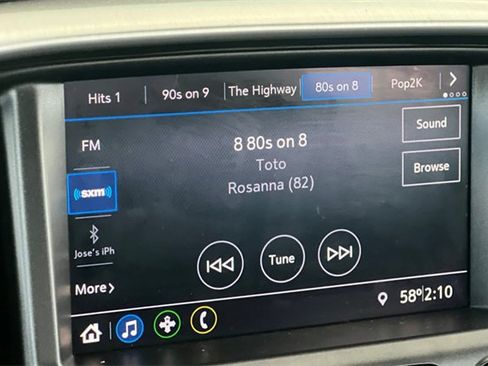 Hits 1 90s on 9 The Highway 80s on 8 Pop2K
FM
8 80s on 8
Sound
Toto
((sxm))
Rosanna (82)
Browse
Jose's iPh
Tune
More
58° 2:10